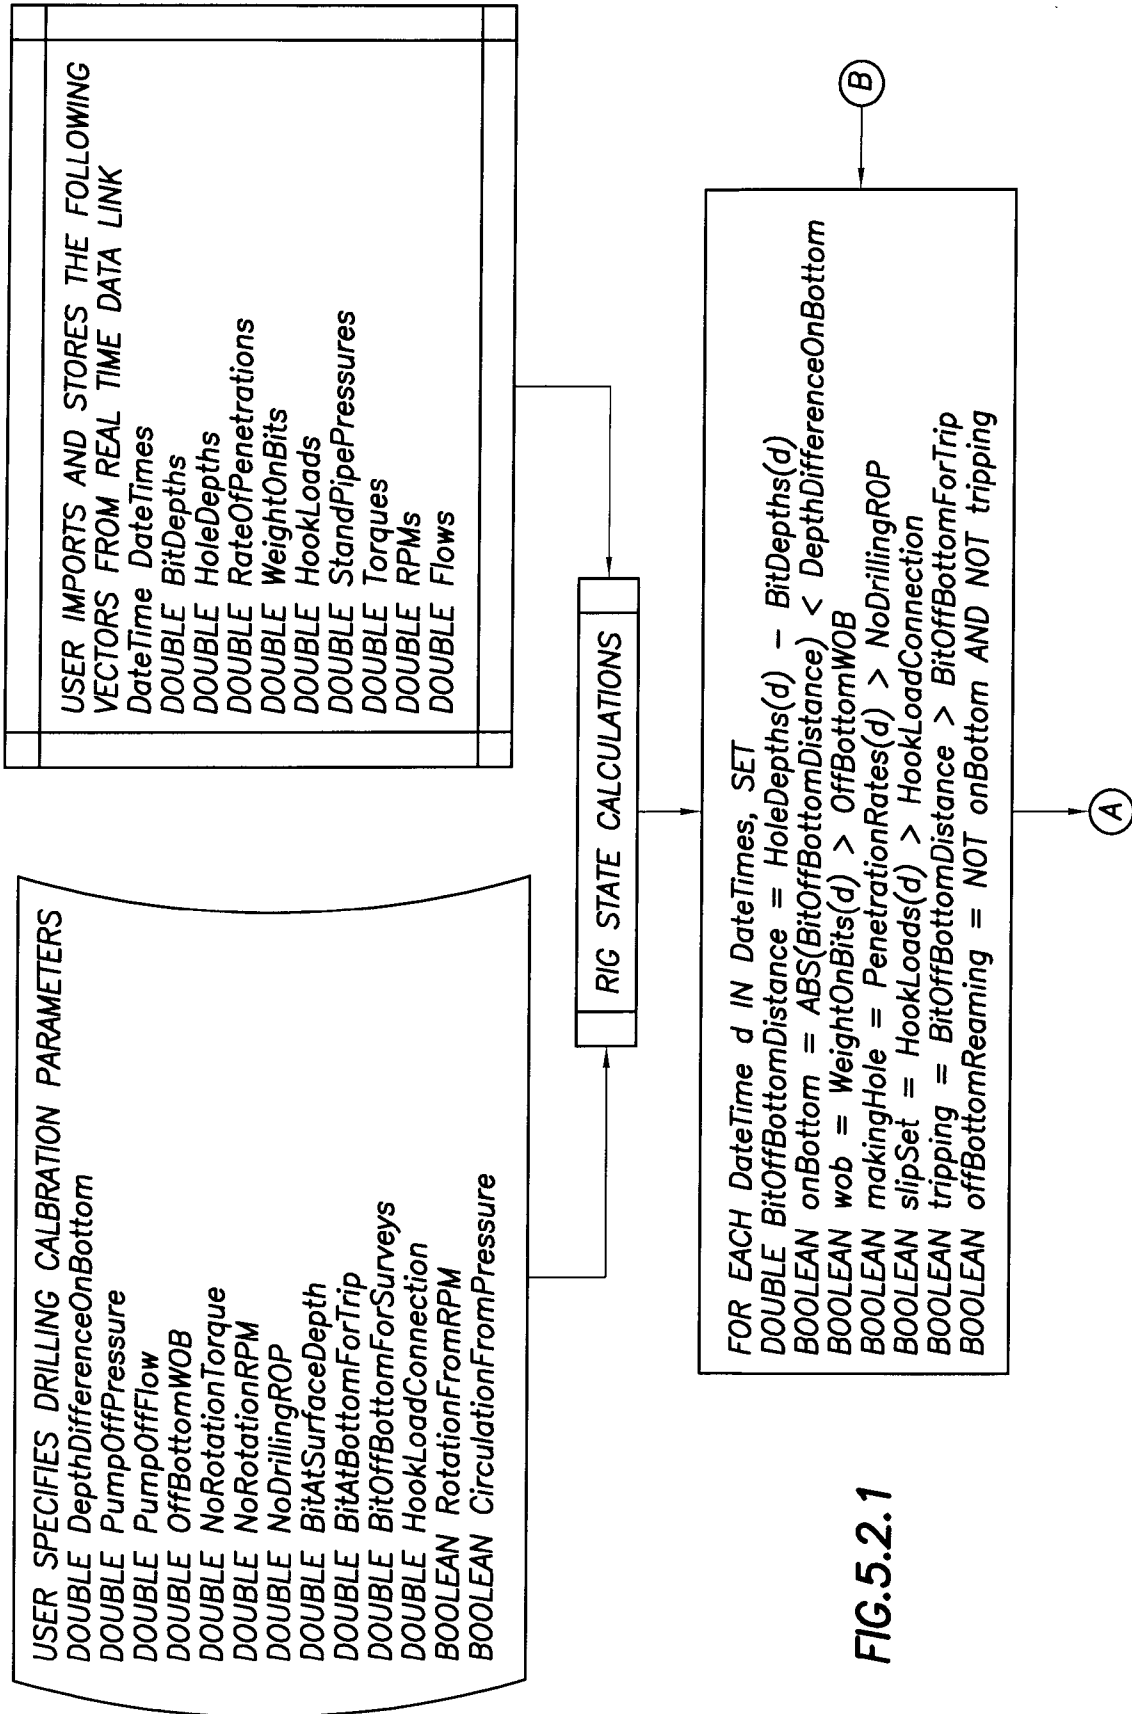 USER SPECIFIES DRILLING CALBRATION PARAMETERS
DOUBLE DepthDifferenceOnBottom
DOUBLE PumpOffPressure
DOUBLE PumpOffFlow
DOUBLE OffBottomWOB
DOUBLE NoRotationTorque
DOUBLE NoRotationRPM
DOUBLE NoDrillingROP
DOUBLE BitAtSurfaceDepth
DOUBLE BitAtBottomForTrip
DOUBLE BitOffBottomForSurveys
DOUBLE HookLoadConnection
BOOLEAN RotationFromRPM
BOOLEAN CirculationFromPressure
USER IMPORTS AND STORES THE FOLLOWING
VECTORS FROM REAL TIME DATA LINK
DateTime DateTimes
DOUBLE BitDepths
DOUBLE HoleDepths
DOUBLE RateOfPenetrations
DOUBLE WeightOnBits
DOUBLE HookLoads
DOUBLE StandPipePressures
DOUBLE Torques
DOUBLE RPMs
DOUBLE Flows
RIG STATE CALCULATIONS
FOR EACH DateTime d IN DateTimes, SET
DOUBLE BitOffBottomDistance = HoleDepths(d) – BitDepths(d)
BOOLEAN onBottom = ABS(BitOffBottomDistance) < DepthDifferenceOnBottom
BOOLEAN wob = WeightOnBits(d) > OffBottomWOB
BOOLEAN makingHole = PenetrationRates(d) > NoDrillingROP
BOOLEAN slipSet = HookLoads(d) > HookLoadConnection
BOOLEAN tripping = BitOffBottomDistance > BitOffBottomForTrip
BOOLEAN offBottomReaming = NOT onBottom AND NOT tripping
B
A
FIG.5.2.1